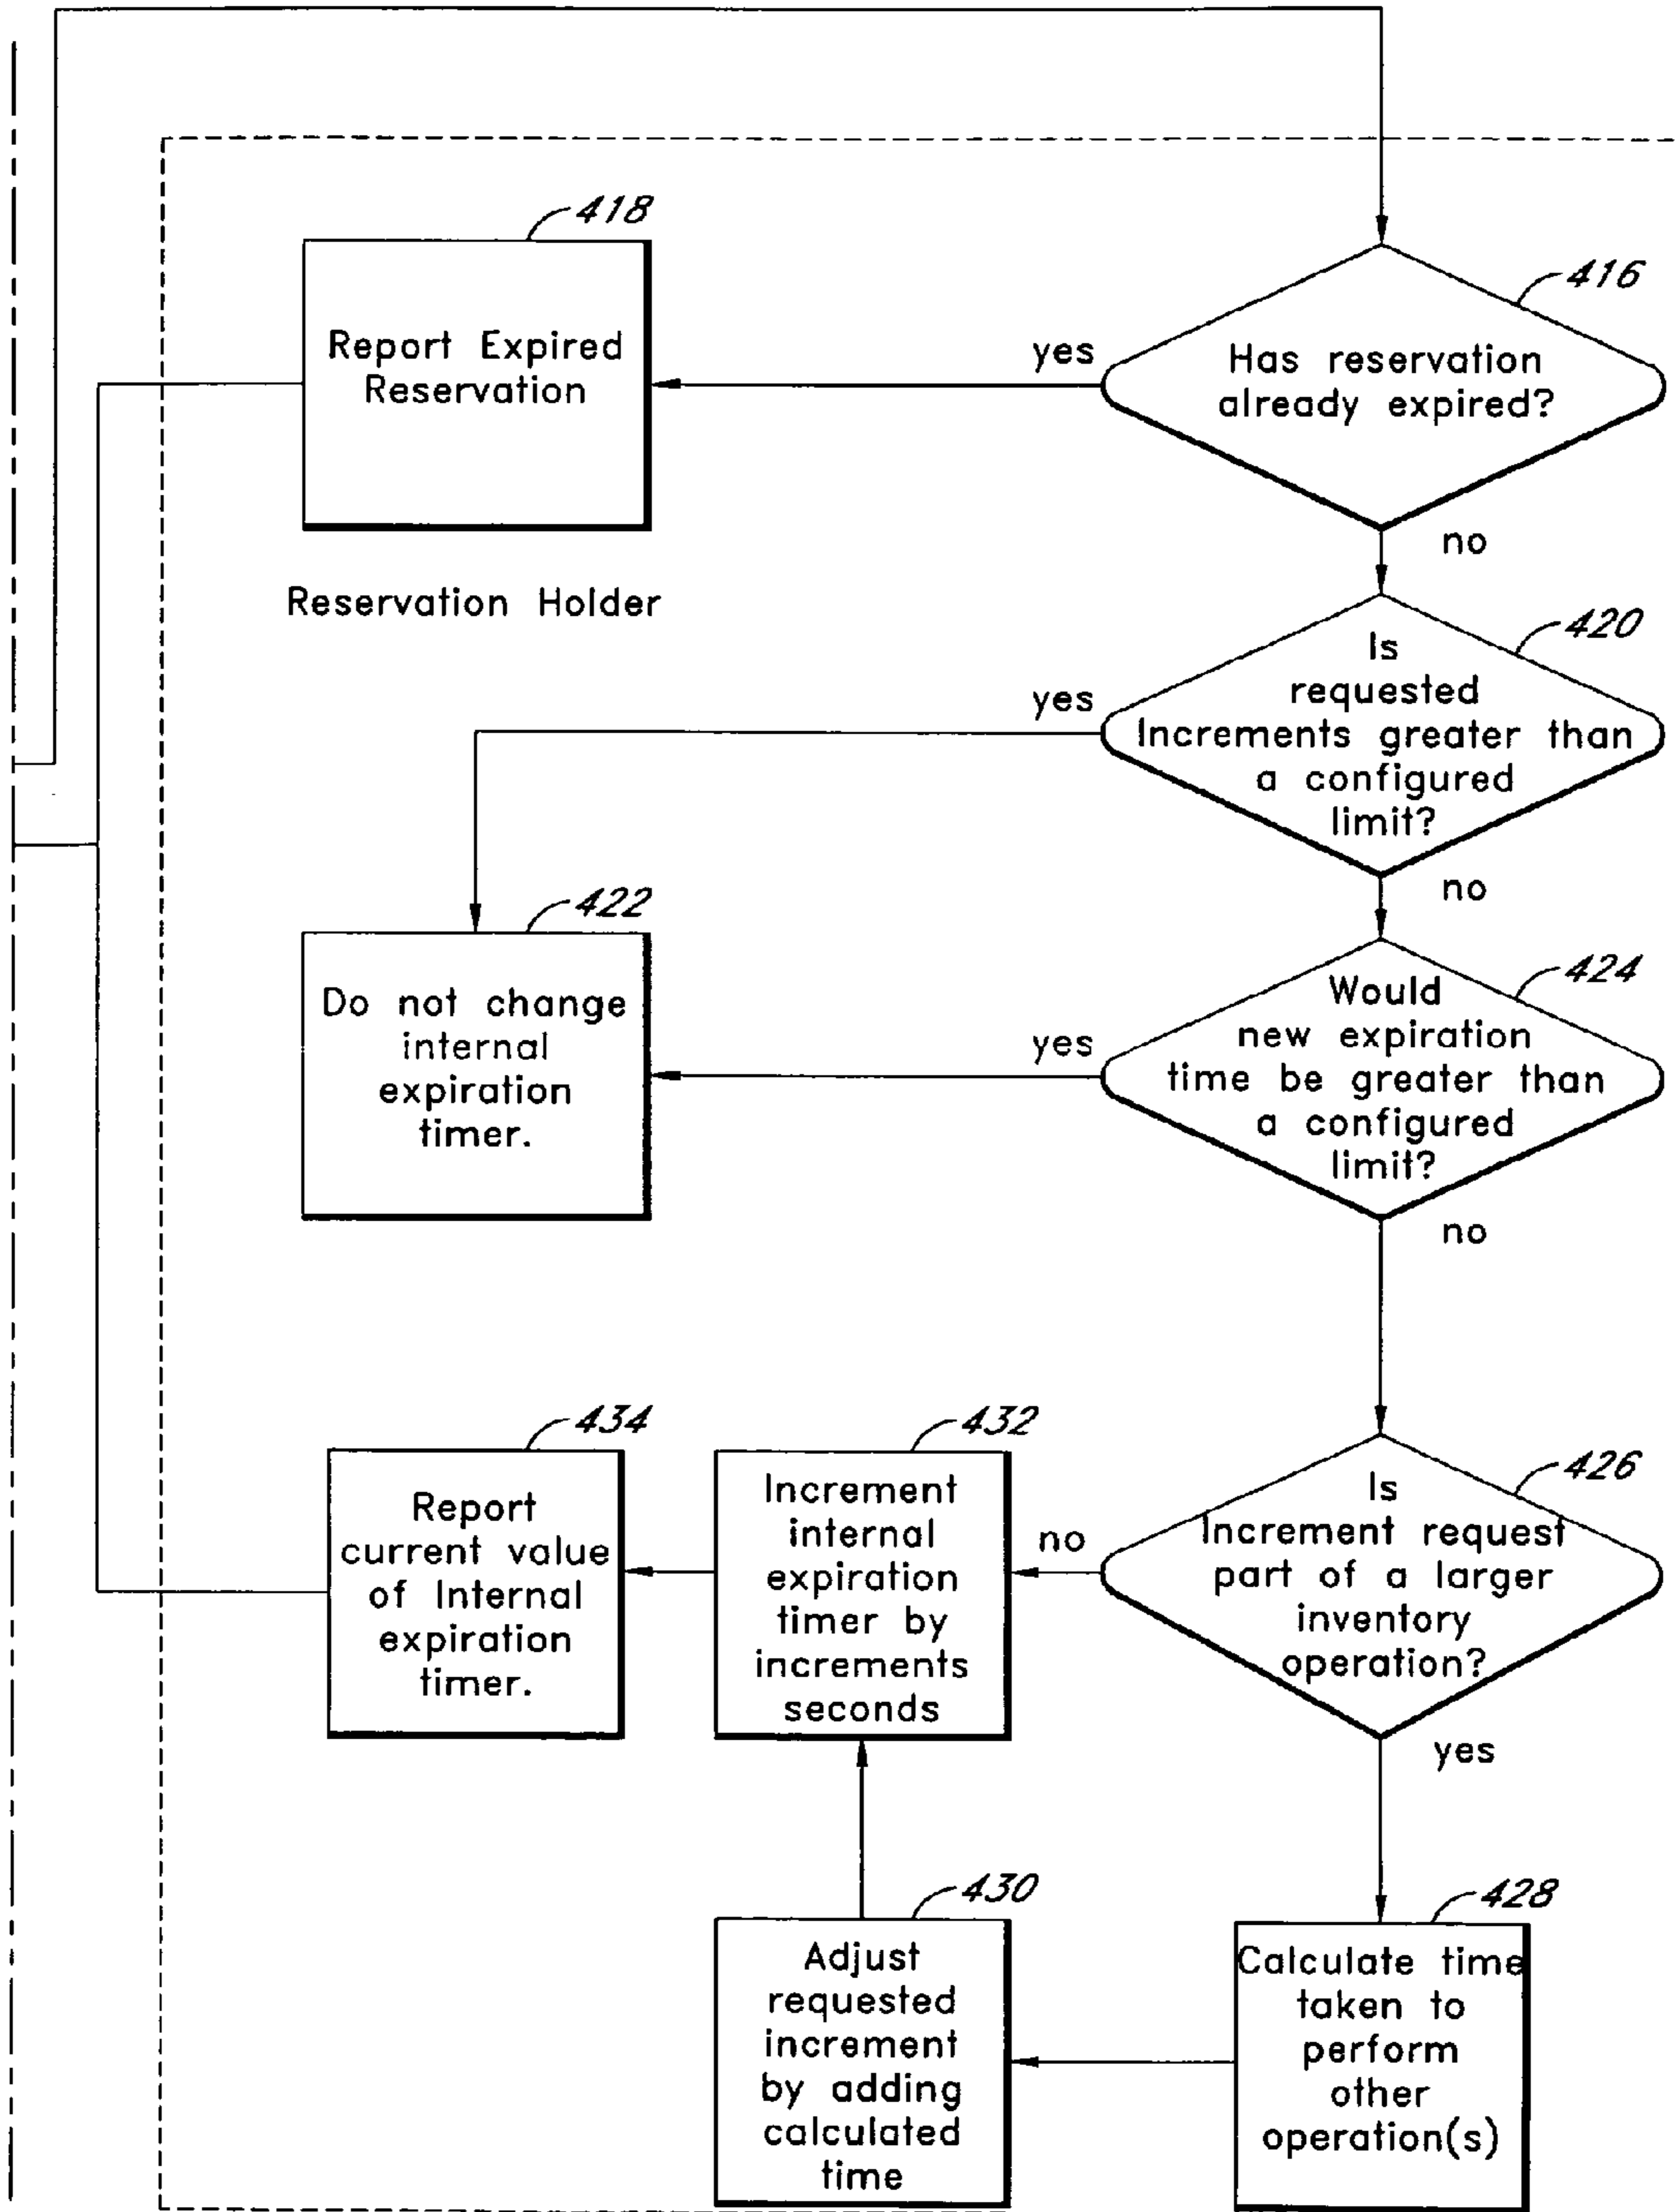 418
Report Expired
Reservation
416
yes
Has reservation
already expired?
no
Reservation Holder
420
yes
Is
requested
Increments greater than
a configured
limit?
no
422
Do not change
internal
expiration
timer.
424
yes
Would
new expiration
time be greater than
a configured
limit?
no
434
Report
current value
of Internal
expiration
timer.
432
Increment
internal
expiration
timer by
increments
seconds
no
426
Is
Increment request
part of a larger
inventory
operation?
yes
430
Adjust
requested
increment
by adding
calculated
time
428
Calculate time
taken to
perform
other
operation(s)